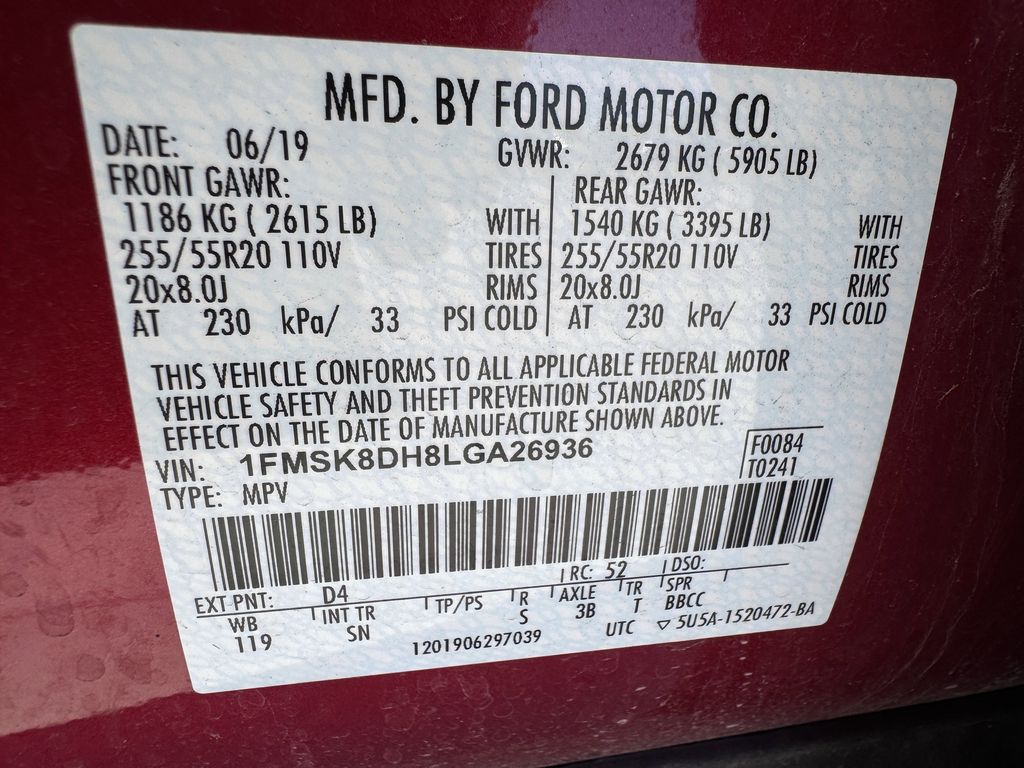 MFD. BY FORD MOTOR CO.
DATE: 06/19 GVWR: 2679 KG ( 5905 LB)
FRONT GAWR: REAR GAWR:
1186 KG ( 2615 LB) WITH 1540 KG ( 3395 LB) WITH
255/55R20 110V TIRES 255/55R20 110V TIRES
20x8.0J RIMS 20x8.0J RIMS
AT 230 kPa/ 33 PSI COLD AT 230 kPa/ 33 PSI COLD
THIS VEHICLE CONFORMS TO ALL APPLICABLE FEDERAL MOTOR
VEHICLE SAFETY AND THEFT PREVENTION STANDARDS IN
EFFECT ON THE DATE OF MANUFACTURE SHOWN ABOVE.
VIN: 1FMSK8DH8LGA26936 F0084
TYPE: MPV T0241
EXT PNT: D4 RC: 52 DSO:
WB INT TR TP/PS R AXLE TR SPR
119 SN S 3B T BBCC
1201906297039 UTC ▽ 5U5A-1520472-BA